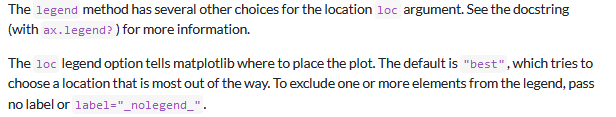 The legend method has several other choices for the location loc argument. See the docstring
(with ax.legend?) for more information.
The loc legend option tells matplotlib where to place the plot. The default is "best", which tries to
choose a location that is most out of the way. To exclude one or more elements from the legend, pass
no label or label="_nolegend_".